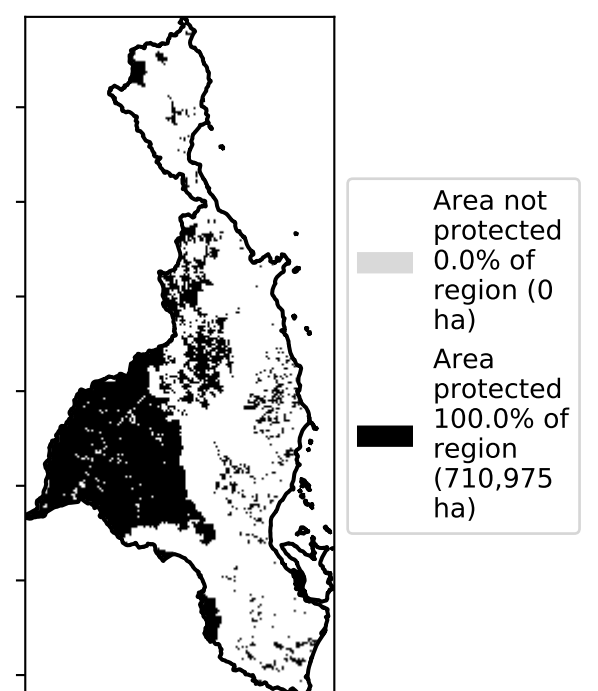 Area not
protected
0.0% of
region (0
ha)
Area
protected
100.0% of
region
(710,975
ha)